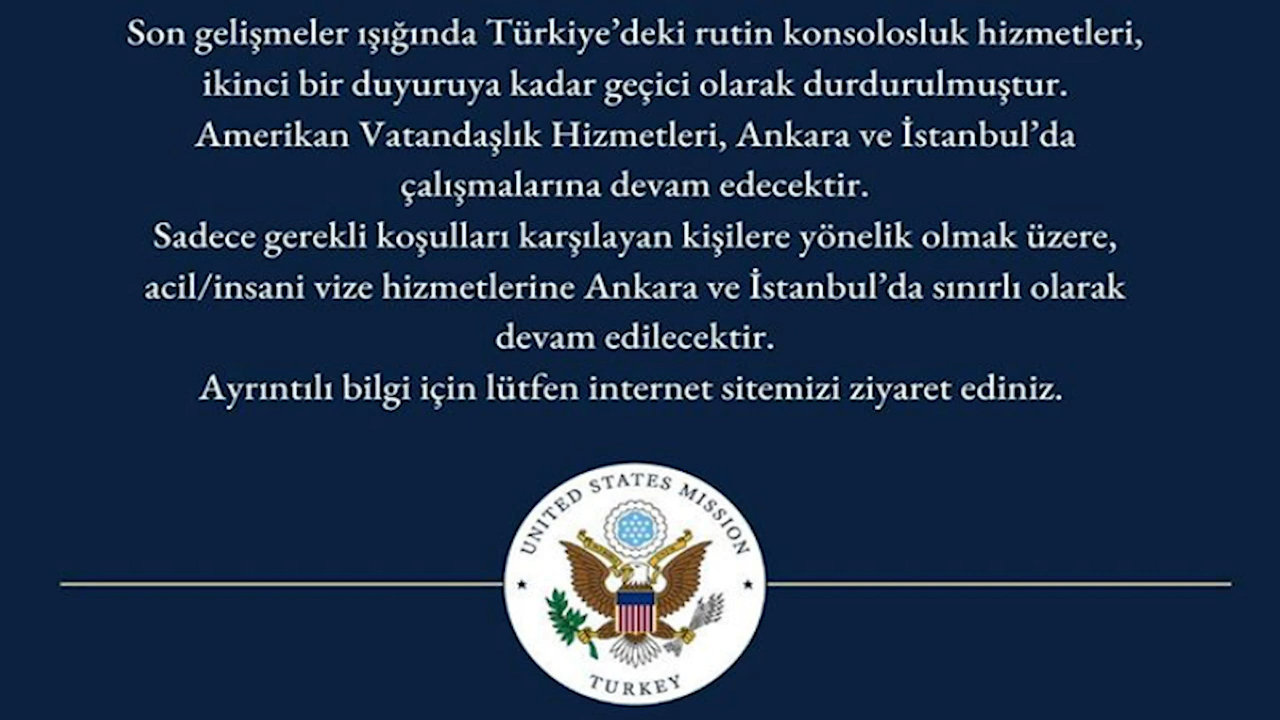 Son gelişmeler ışığında Türkiye’deki rutin konsolosluk hizmetleri,
ikinci bir duyuruya kadar geçici olarak durdurulmuştur.
Amerikan Vatandaşlık Hizmetleri, Ankara ve İstanbul’da
çalışmalarına devam edecektir.
Sadece gerekli koşulları karşılayan kişilere yönelik olmak üzere,
acil/insani vize hizmetlerine Ankara ve İstanbul’da sınırlı olarak
devam edilecektir.
Ayrıntılı bilgi için lütfen internet sitemizi ziyaret ediniz.
UNITED STATES MISSION
TURKEY